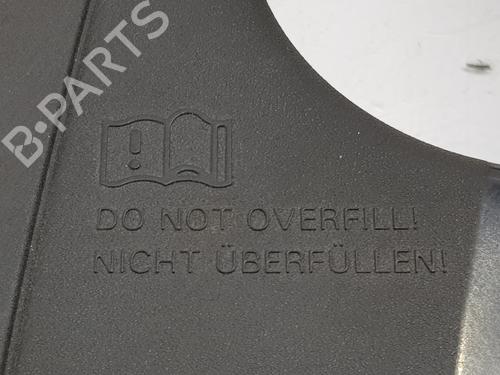 B-PARTS
DO NOT OVERFILL!
NICHT ÜBERFÜLLEN!